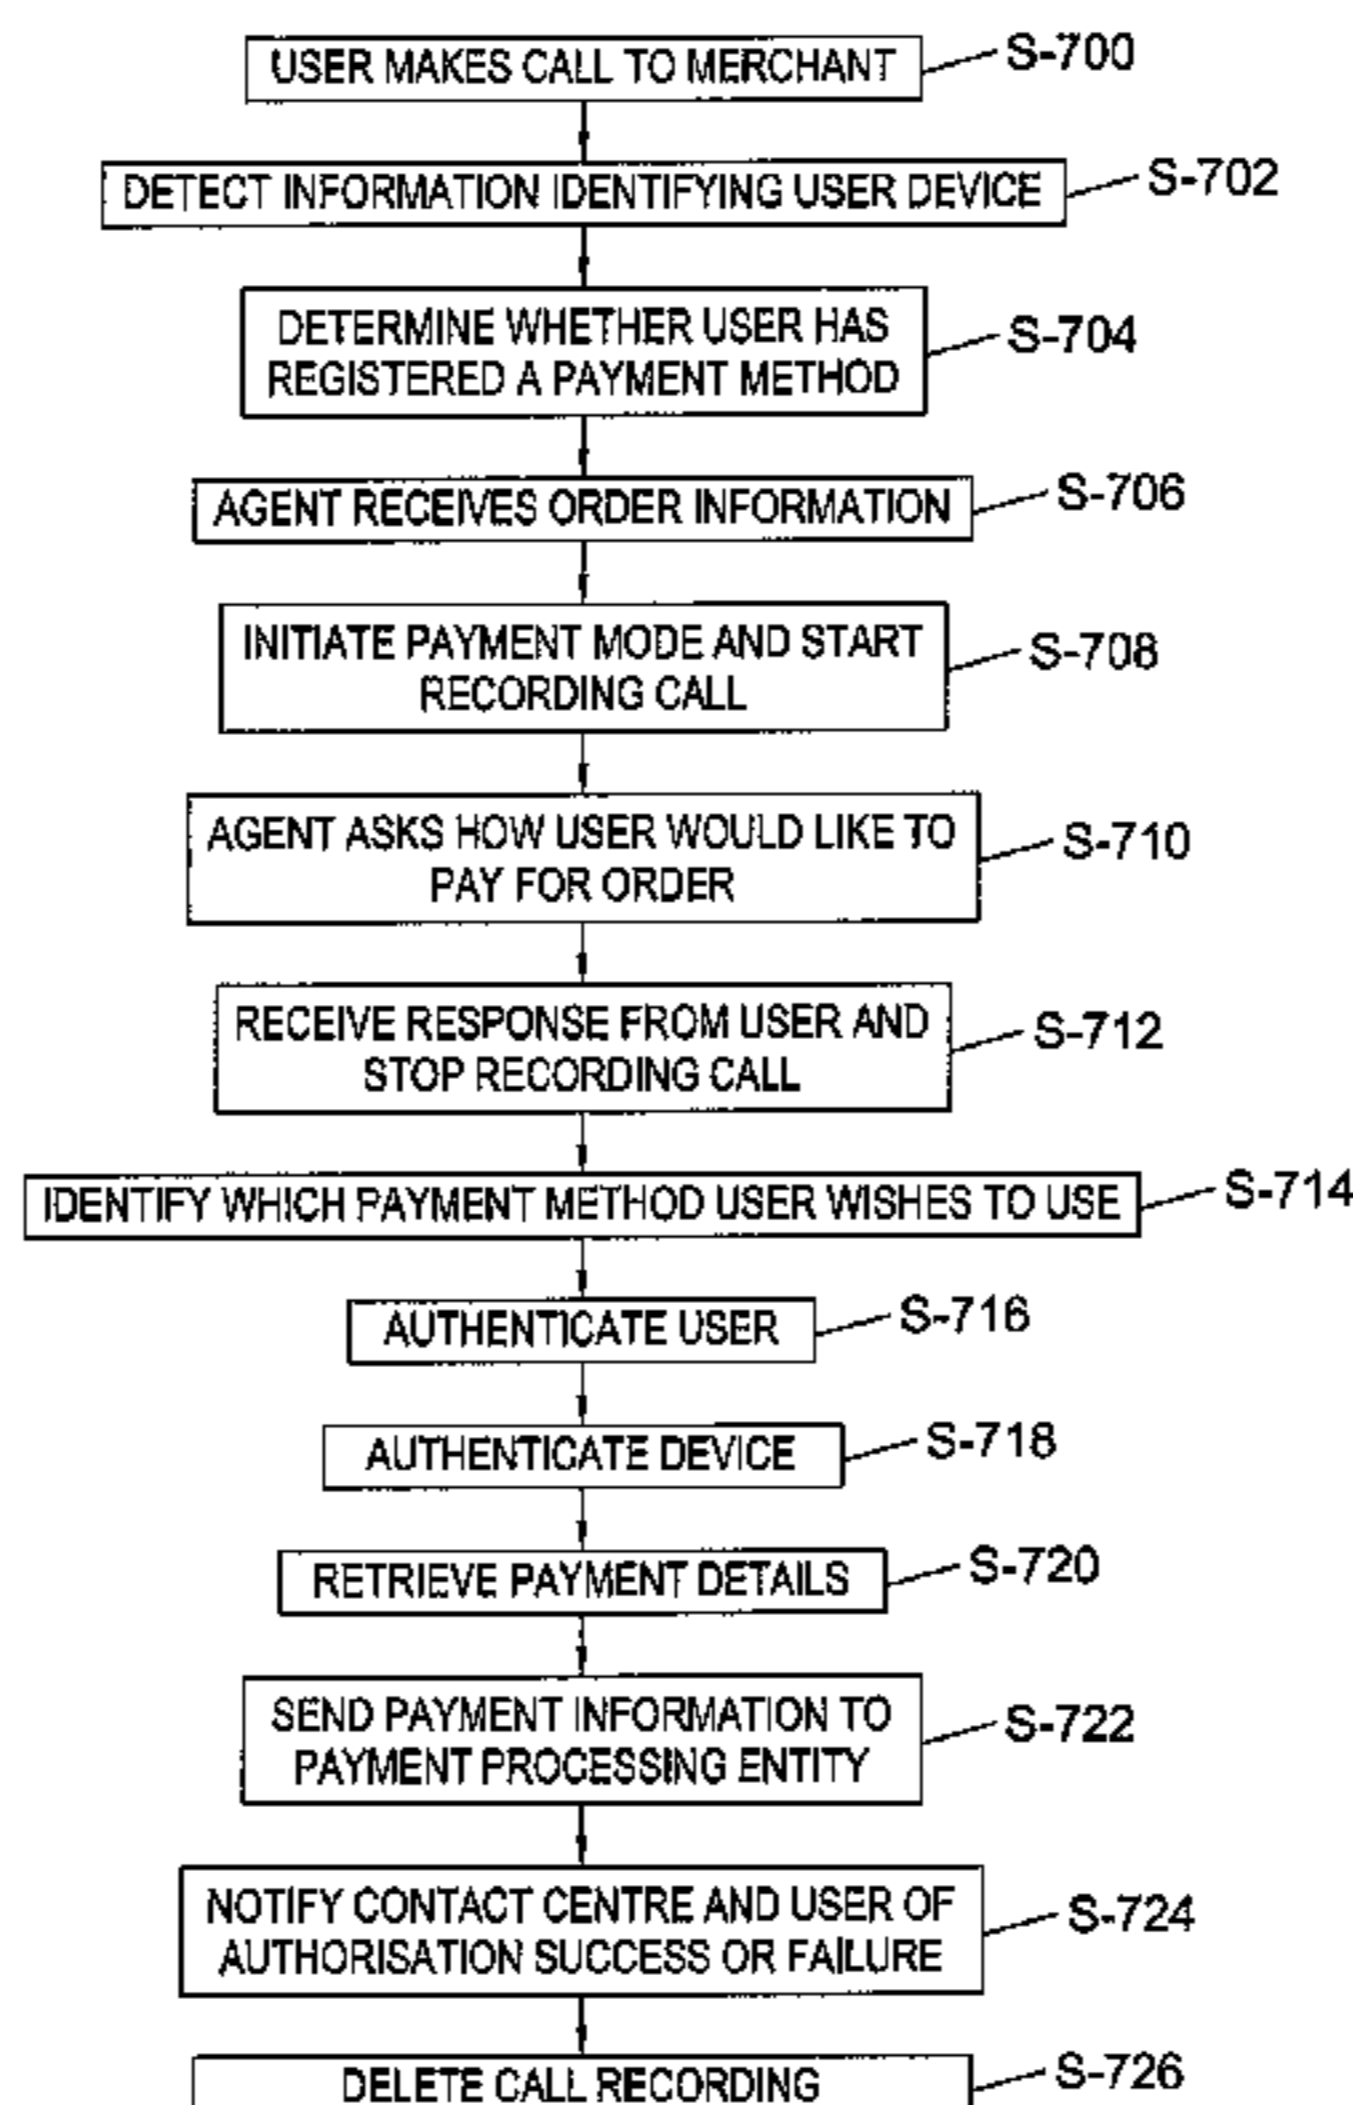 USER MAKES CALL TO MERCHANT
S-700
DETECT INFORMATION IDENTIFYING USER DEVICE
S-702
DETERMINE WHETHER USER HAS
REGISTERED A PAYMENT METHOD
S-704
AGENT RECEIVES ORDER INFORMATION
S-706
INITIATE PAYMENT MODE AND START
RECORDING CALL
S-708
AGENT ASKS HOW USER WOULD LIKE TO
PAY FOR ORDER
S-710
RECEIVE RESPONSE FROM USER AND
STOP RECORDING CALL
S-712
IDENTIFY WHICH PAYMENT METHOD USER WISHES TO USE
S-714
AUTHENTICATE USER
S-716
AUTHENTICATE DEVICE
S-718
RETRIEVE PAYMENT DETAILS
S-720
SEND PAYMENT INFORMATION TO
PAYMENT PROCESSING ENTITY
S-722
NOTIFY CONTACT CENTRE AND USER OF
AUTHORISATION SUCCESS OR FAILURE
S-724
DELETE CALL RECORDING
S-726